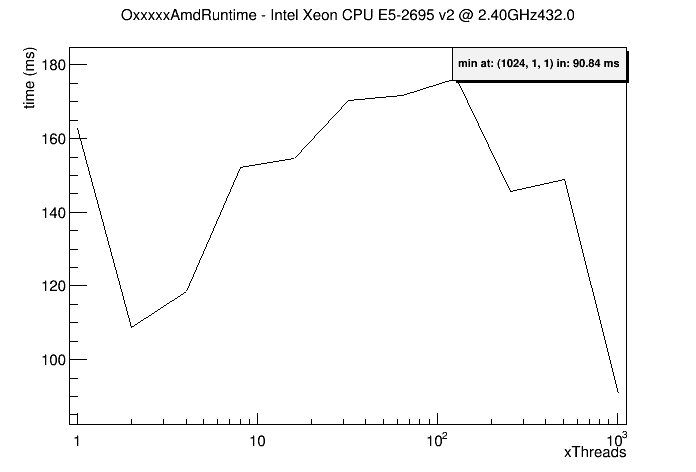 OxxxxxAmdRuntime - Intel Xeon CPU E5-2695 v2 @ 2.40GHz432.0
time (ms)
min at: (1024, 1, 1) in: 90.84 ms
180
160
140
120
100
1 10 10² 10³
xThreads